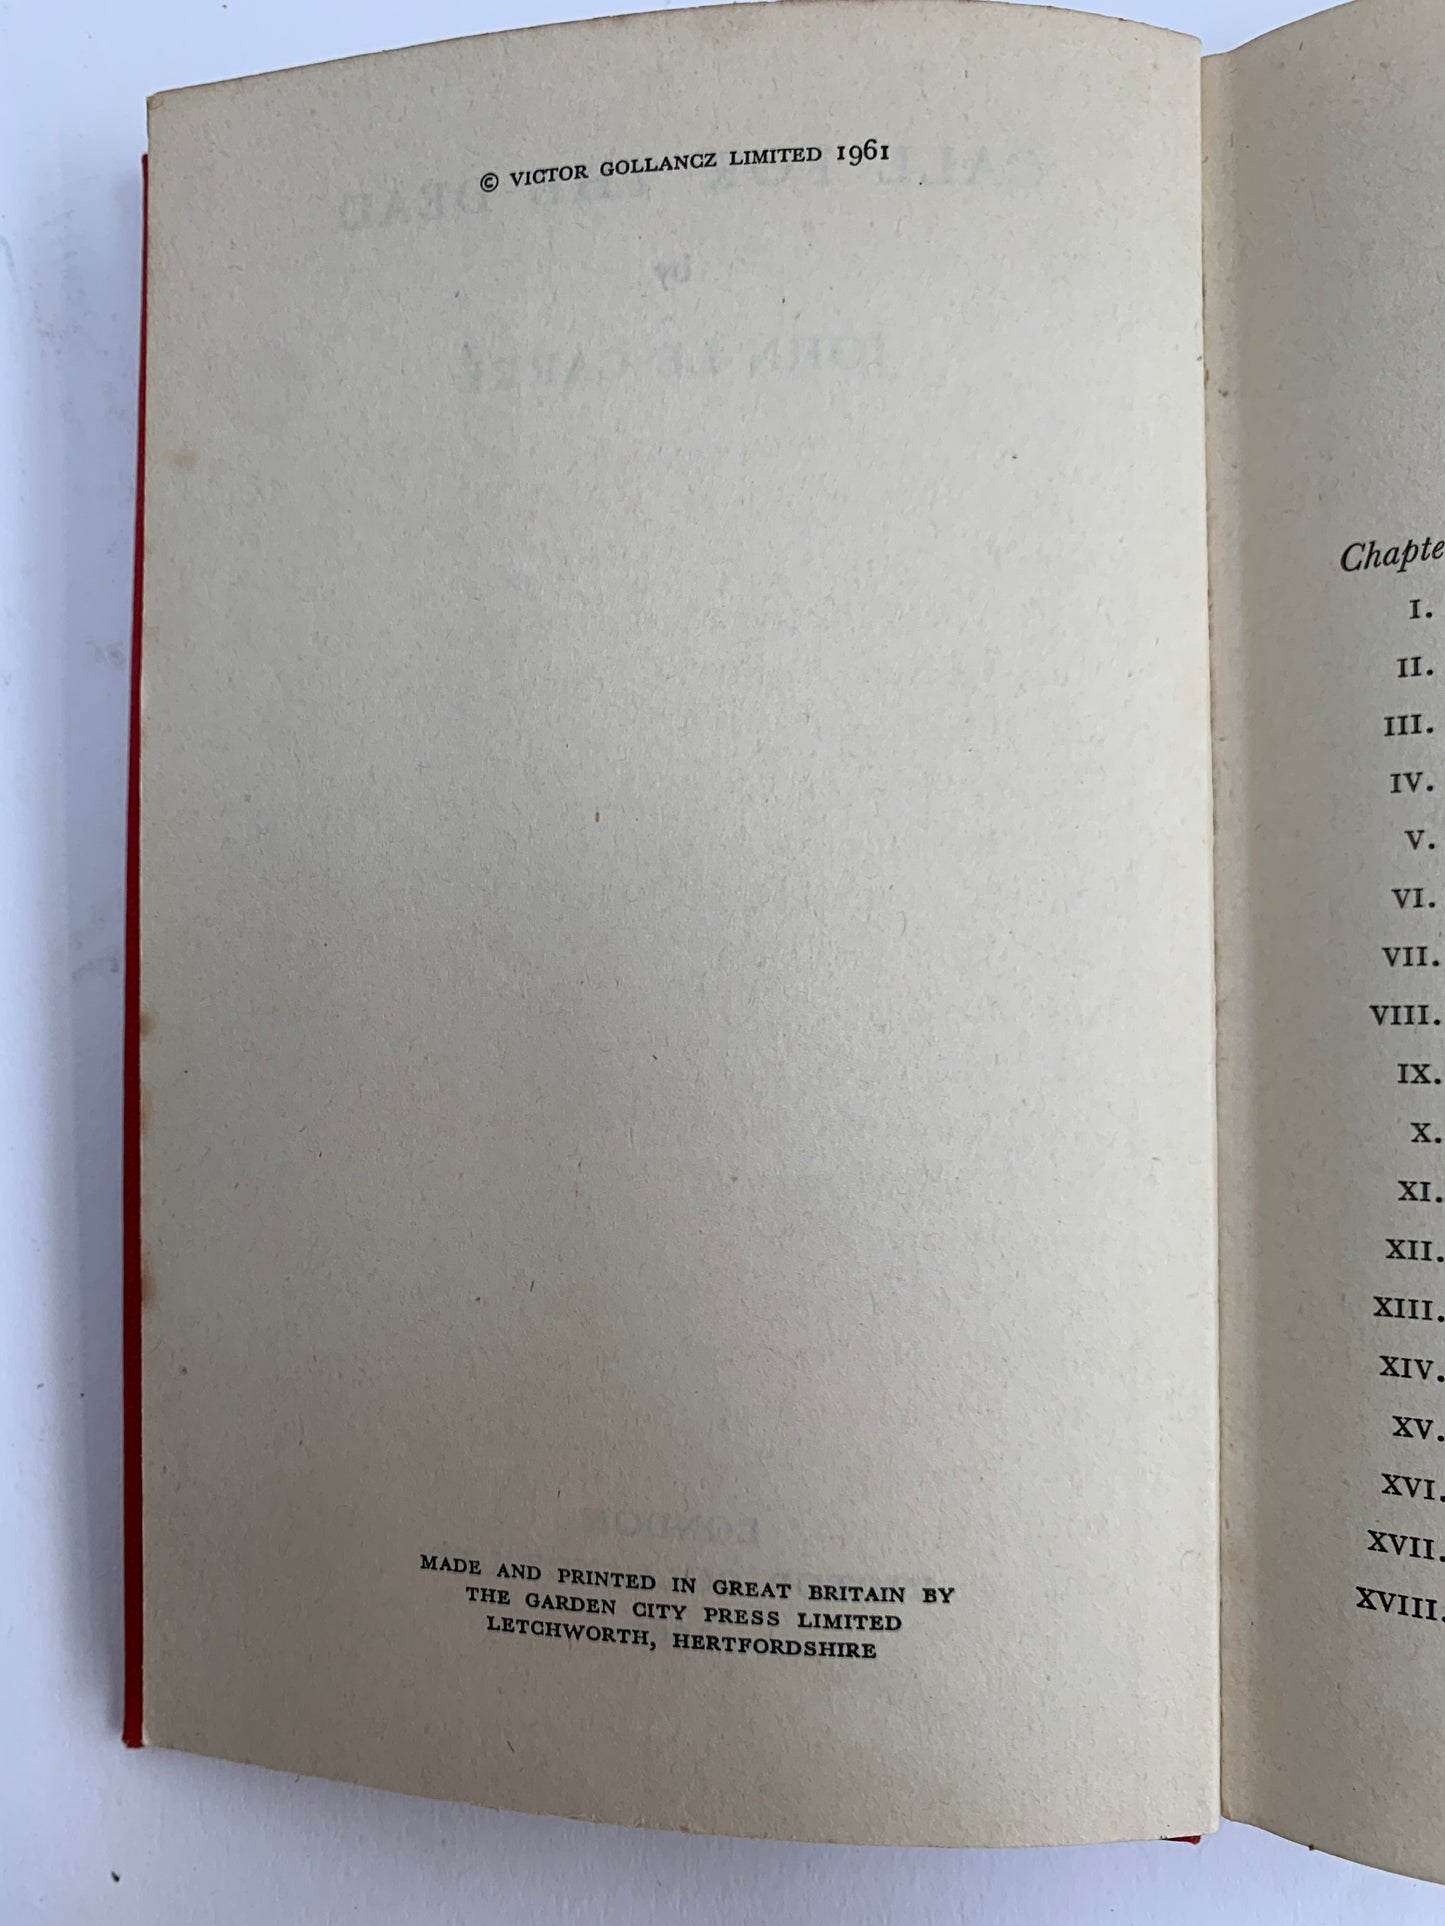 © VICTOR GOLLANCZ LIMITED 1961
MADE AND PRINTED IN GREAT BRITAIN BY
THE GARDEN CITY PRESS LIMITED
LETCHWORTH, HERTFORDSHIRE
Chapte
I.
II.
III.
IV.
V.
VI.
VII.
VIII.
IX.
X.
XI.
XII.
XIII.
XIV.
XV.
XVI.
XVII.
XVIII.